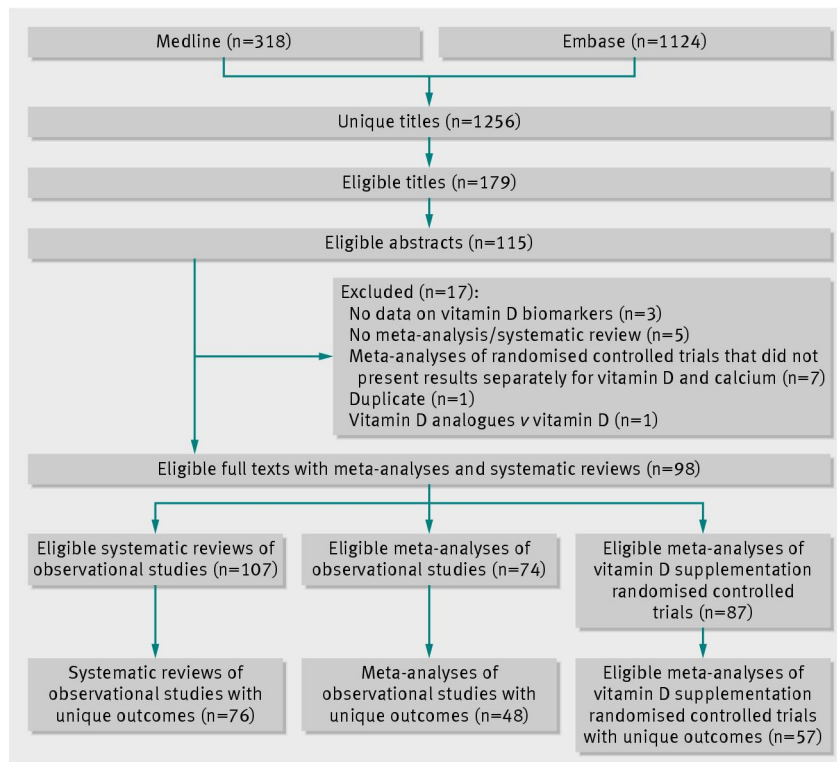 Medline (n=318)
Embase (n=1124)
Unique titles (n=1256)
Eligible titles (n=179)
Eligible abstracts (n=115)
Excluded (n=17):
No data on vitamin D biomarkers (n=3)
No meta-analysis/systematic review (n=5)
Meta-analyses of randomised controlled trials that did not
present results separately for vitamin D and calcium (n=7)
Duplicate (n=1)
Vitamin D analogues v vitamin D (n=1)
Eligible full texts with meta-analyses and systematic reviews (n=98)
Eligible systematic reviews of
observational studies (n=107)
Eligible meta-analyses of
observational studies (n=74)
Eligible meta-analyses of
vitamin D supplementation
randomised controlled
trials (n=87)
Systematic reviews of
observational studies with
unique outcomes (n=76)
Meta-analyses of
observational studies with
unique outcomes (n=48)
Eligible meta-analyses of
vitamin D supplementation
randomised controlled trials
with unique outcomes (n=57)